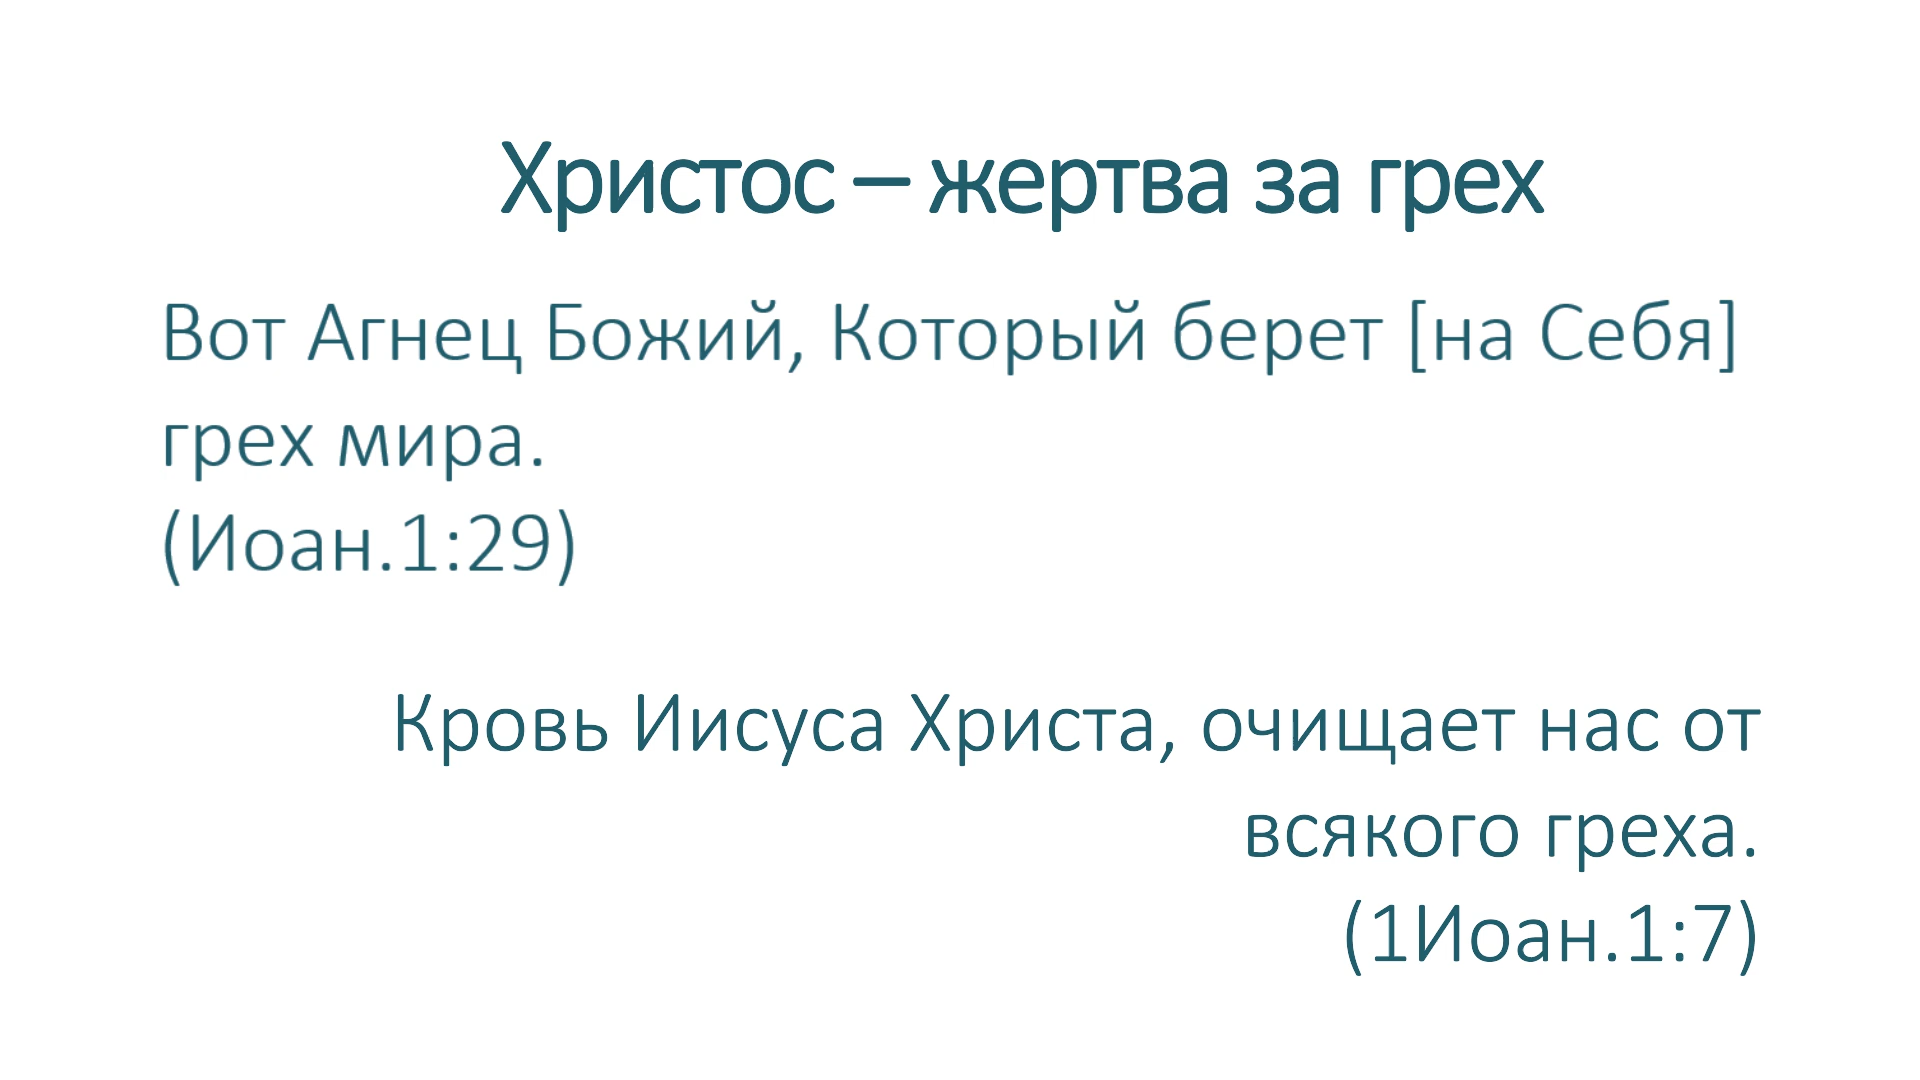 Христос – жертва за грех
Вот Агнец Божий, Который берет [на Себя]
грех мира.
(Иоан.1:29)
Кровь Иисуса Христа, очищает нас от
всякого греха.
(1Иоан.1:7)